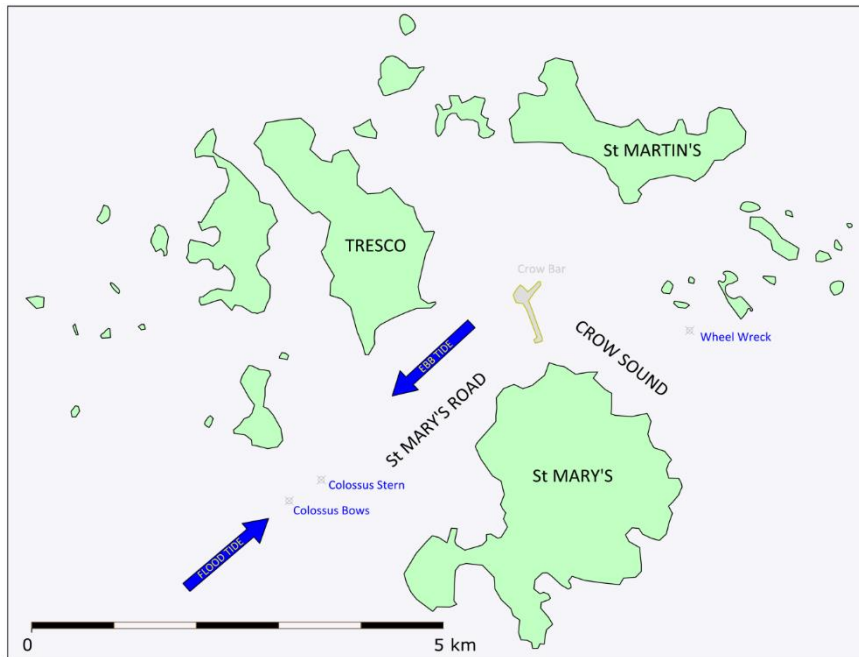 St MARTIN'S
TRESCO
Crow Bar
CROW SOUND
Wheel Wreck
EBB TIDE
St MARY'S ROAD
St MARY'S
Colossus Stern
Colossus Bows
FLOOD TIDE
0
5 km